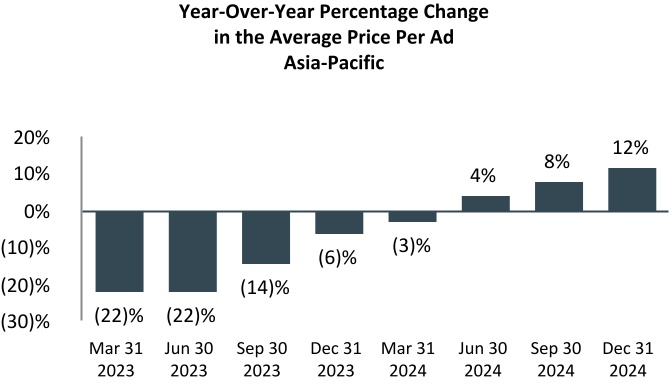 Year-Over-Year Percentage Change
in the Average Price Per Ad
Asia-Pacific
20%
10%
0%
(10)%
(20)%
(30)%
(22)%
(22)%
(14)%
(6)%
(3)%
4%
8%
12%
Mar 31 Jun 30 Sep 30 Dec 31 Mar 31 Jun 30 Sep 30 Dec 31
2023 2023 2023 2023 2024 2024 2024 2024